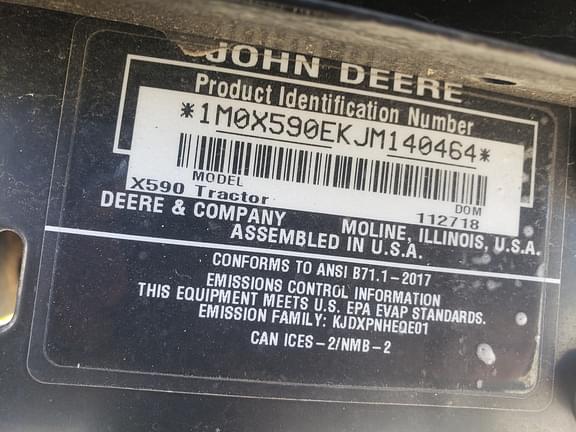 JOHN DEERE
Product Identification Number
*1M0X590EKJM140464*
MODEL DOM
X590 Tractor 112718
DEERE & COMPANY MOLINE, ILLINOIS, U.S.A.
ASSEMBLED IN U.S.A.
CONFORMS TO ANSI B71.1-2017
EMISSIONS CONTROL INFORMATION
THIS EQUIPMENT MEETS U.S. EPA EVAP STANDARDS.
EMISSION FAMILY: KJDXPNHEQE01
CAN ICES-2/NMB-2